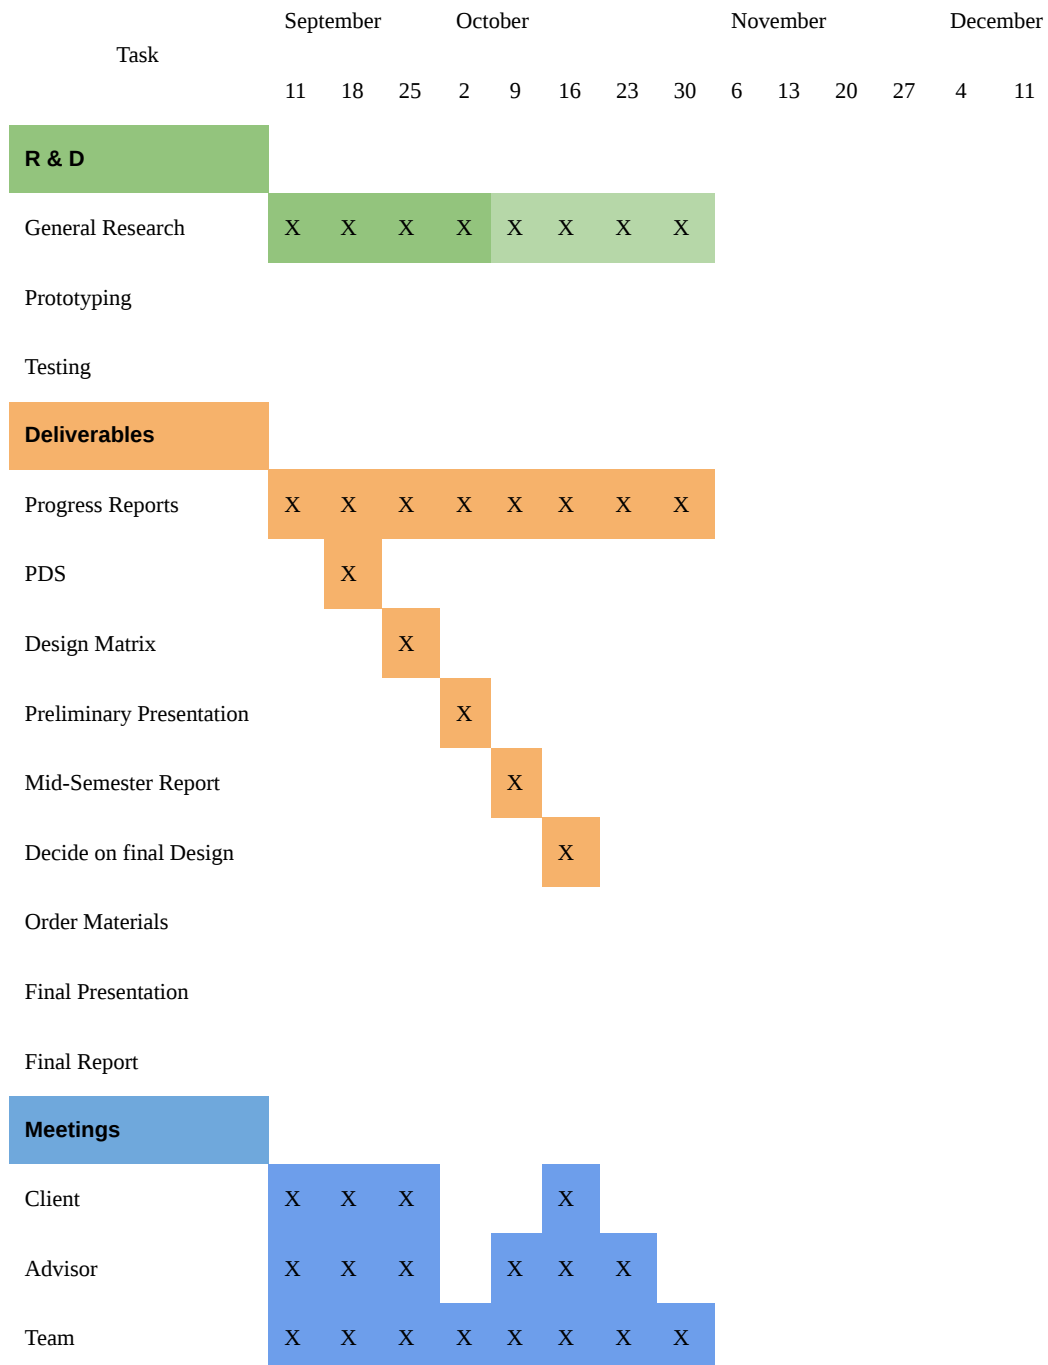 September October November December
Task
11 18 25 2 9 16 23 30 6 13 20 27 4 11
R & D
General Research X X X X X X X X
Prototyping
Testing
Deliverables
Progress Reports X X X X X X X X
PDS X
Design Matrix X
Preliminary Presentation X
Mid-Semester Report X
Decide on final Design X
Order Materials
Final Presentation
Final Report
Meetings
Client X X X X
Advisor X X X X X X
Team X X X X X X X X